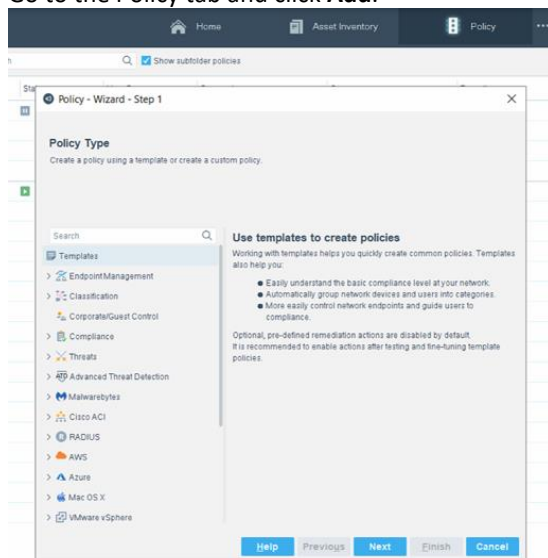 Go to the Policy tab and click Add.
Home
Asset Inventory
Policy
Show subfolder policies
Policy - Wizard - Step 1
Policy Type
Create a policy using a template or create a custom policy.
Search
Templates
Endpoint Management
Classification
Corporate/Guest Control
Compliance
Threats
Advanced Threat Detection
Malwarebytes
Cisco ACI
RADIUS
AWS
Azure
Mac OS X
VMware vSphere
Use templates to create policies
Working with templates helps you quickly create common policies. Templates
also help you:
Easily understand the basic compliance level at your network.
Automatically group network devices and users into categories.
More easily control network endpoints and guide users to
compliance.
Optional, pre-defined remediation actions are disabled by default.
It is recommended to enable actions after testing and fine-tuning template
policies.
Help Previous Next Finish Cancel